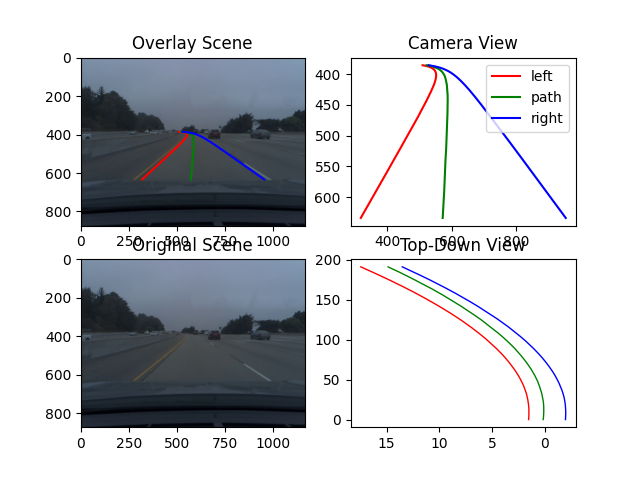 Overlay Scene
0
200
400
600
800
0 250 500 750 1000
Camera View
400
450
500
550
600
400 600 800
left
path
right
Original Scene
0
200
400
600
800
0 250 500 750 1000
Top-Down View
200
150
100
50
0
15 10 5 0